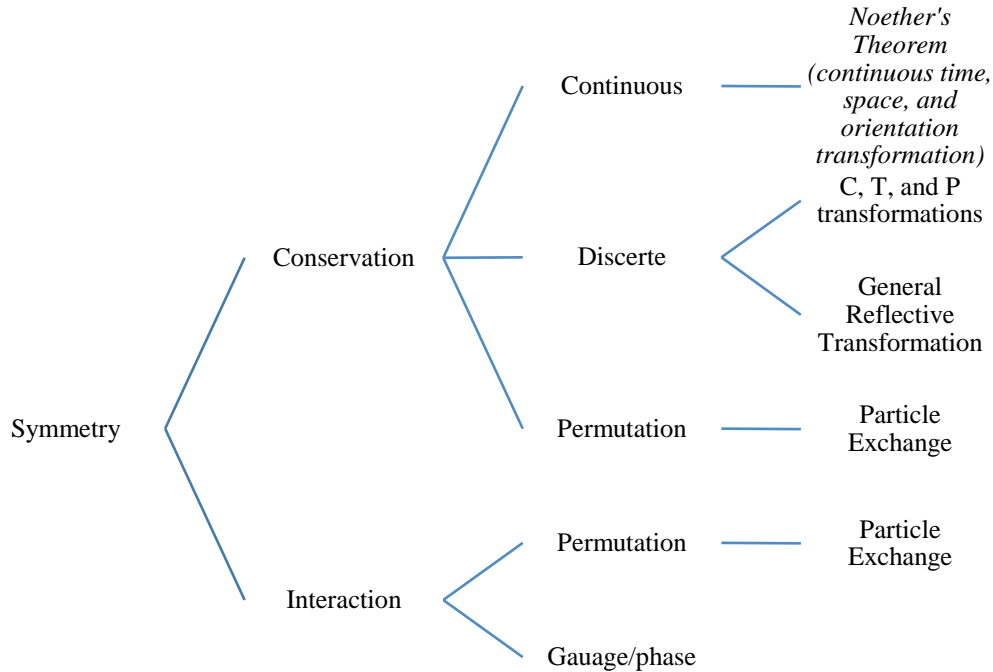 Noether's
Theorem
(continuous time,
space, and
orientation
transformation)
Continuous
C, T, and P
transformations
Conservation
Discerte
General
Reflective
Transformation
Symmetry
Permutation
Particle
Exchange
Permutation
Particle
Exchange
Interaction
Gauage/phase